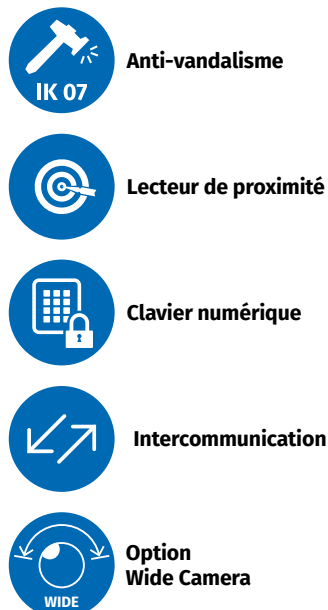 IK 07
Anti-vandalisme
Lecteur de proximité
Clavier numérique
Intercommunication
Option
Wide Camera
WIDE